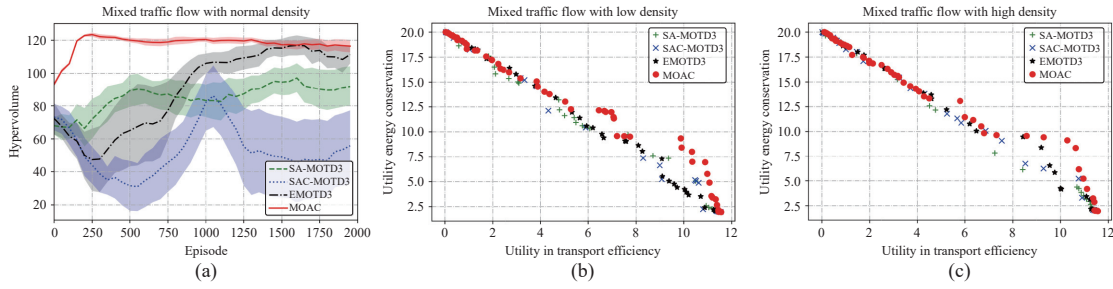 Mixed traffic flow with normal density
120
100
80
60
40
20
Hypervolume
0
250
500
750
1000
1250
1500
1750
2000
Episode
SA-MOTD3
SAC-MOTD3
EMOTD3
MOAC
(a)
Mixed traffic flow with low density
20.0
17.5
15.0
12.5
10.0
7.5
5.0
2.5
Utility energy conservation
0
2
4
6
8
10
12
Utility in transport efficiency
SA-MOTD3
SAC-MOTD3
EMOTD3
MOAC
(b)
Mixed traffic flow with high density
20.0
17.5
15.0
12.5
10.0
7.5
5.0
2.5
Utility energy conservation
0
2
4
6
8
10
12
Utility in transport efficiency
SA-MOTD3
SAC-MOTD3
EMOTD3
MOAC
(c)